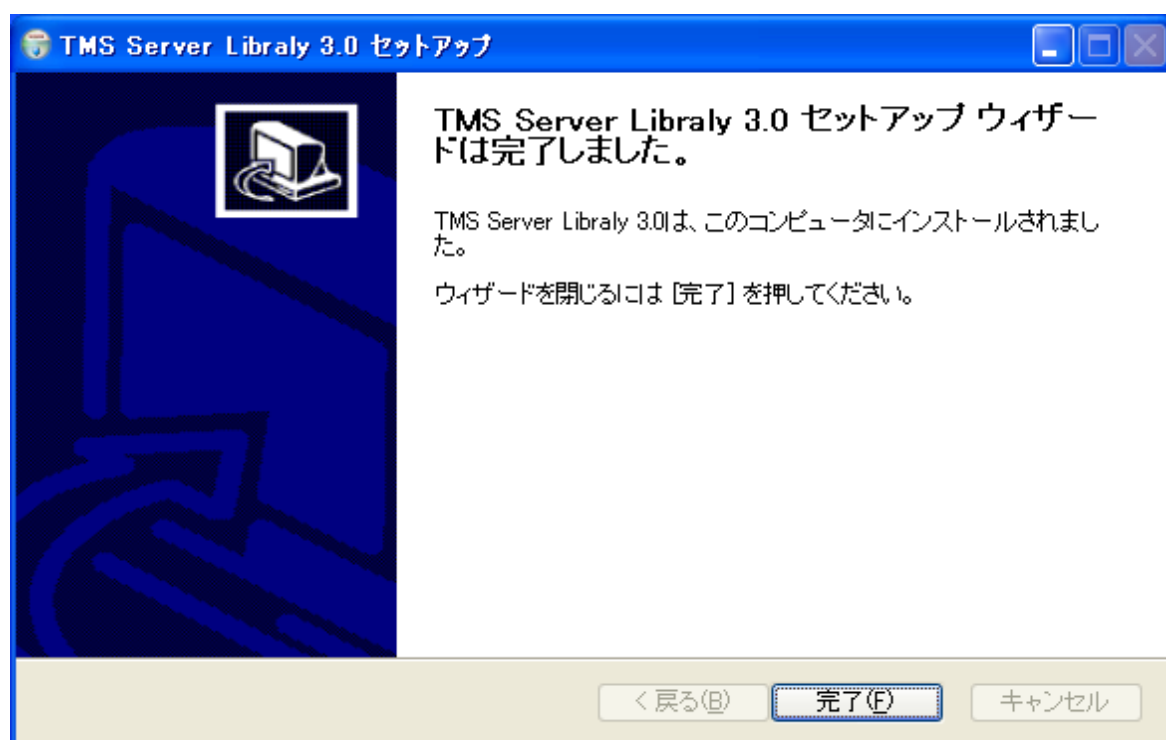 TMS Server Libraly 3.0 セットアップ
TMS Server Libraly 3.0 セットアップ ウィザー
ドは完了しました。
TMS Server Libraly 3.0は、このコンピュータにインストールされまし
た。
ウィザードを閉じるには [完了] を押してください。
< 戻る(B) 完了(F) キャンセル